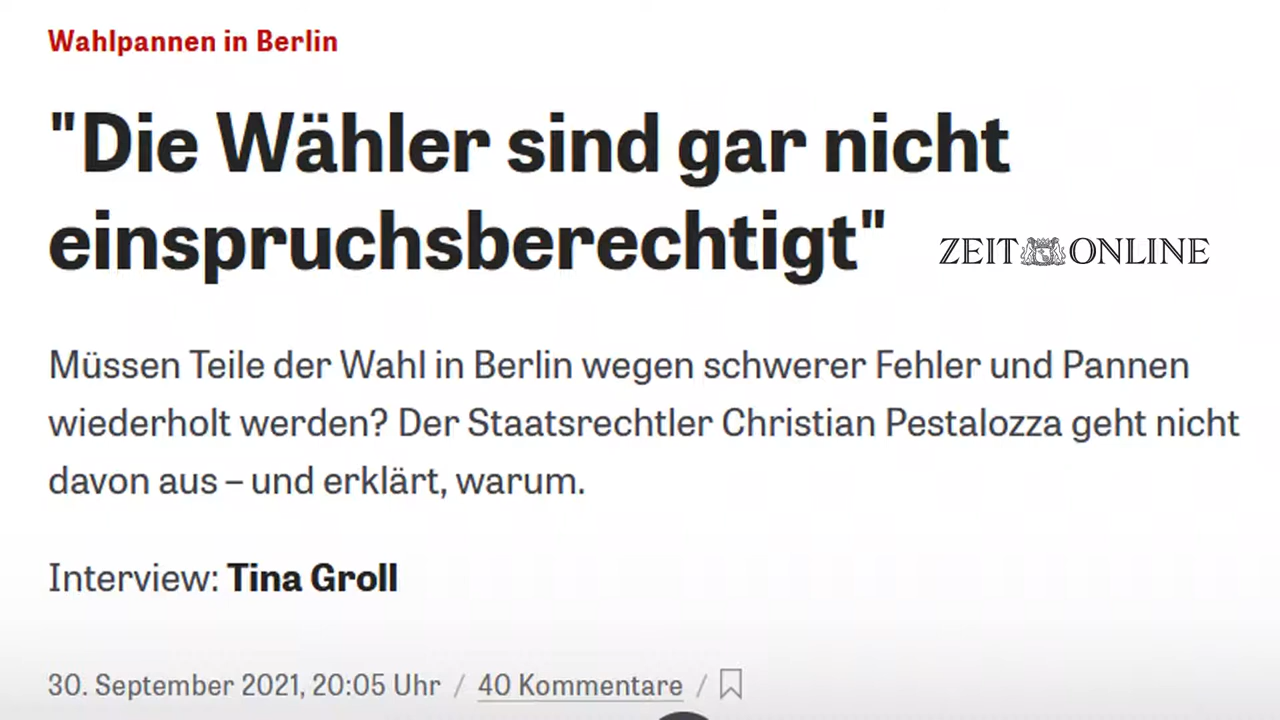 Wahlpannen in Berlin
"Die Wähler sind gar nicht
einspruchsberechtigt"
ZEIT ONLINE
Müssen Teile der Wahl in Berlin wegen schwerer Fehler und Pannen
wiederholt werden? Der Staatsrechtler Christian Pestalozza geht nicht
davon aus – und erklärt, warum.
Interview: Tina Groll
30. September 2021, 20:05 Uhr / 40 Kommentare /